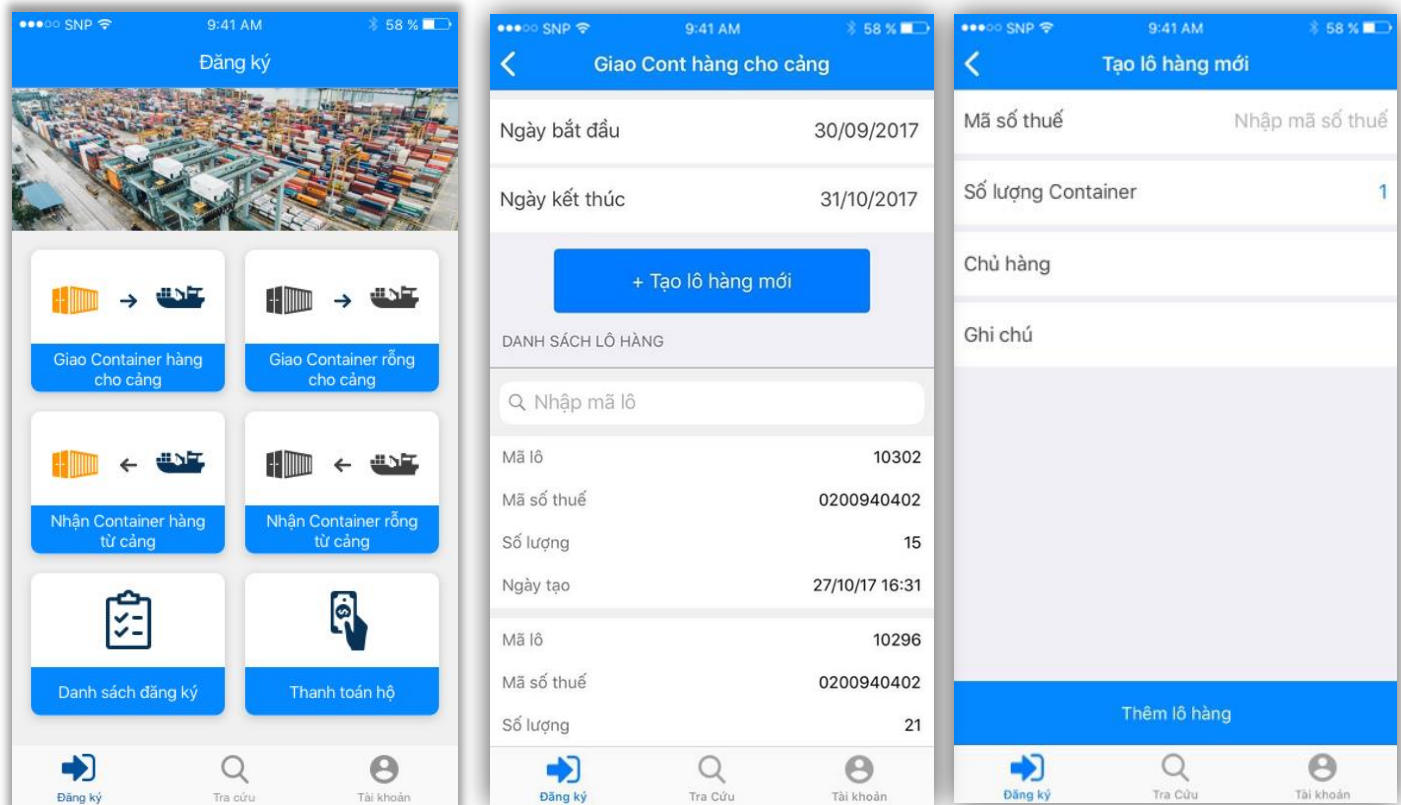 SNP 9:41 AM 58 %
Đăng ký
Giao Container hàng
cho cảng
Giao Container rỗng
cho cảng
Nhận Container hàng
từ cảng
Nhận Container rỗng
từ cảng
Danh sách đăng ký
Thanh toán hộ
Đăng ký Tra cứu Tài khoản
SNP 9:41 AM 58 %
Giao Cont hàng cho cảng
Ngày bắt đầu 30/09/2017
Ngày kết thúc 31/10/2017
+ Tạo lô hàng mới
DANH SÁCH LÔ HÀNG
Nhập mã lô
Mã lô 10302
Mã số thuế 0200940402
Số lượng 15
Ngày tạo 27/10/17 16:31
Mã lô 10296
Mã số thuế 0200940402
Số lượng 21
Đăng ký Tra Cứu Tài khoản
SNP 9:41 AM 58 %
Tạo lô hàng mới
Mã số thuế Nhập mã số thuế
Số lượng Container 1
Chủ hàng
Ghi chú
Thêm lô hàng
Đăng ký Tra Cứu Tài khoản